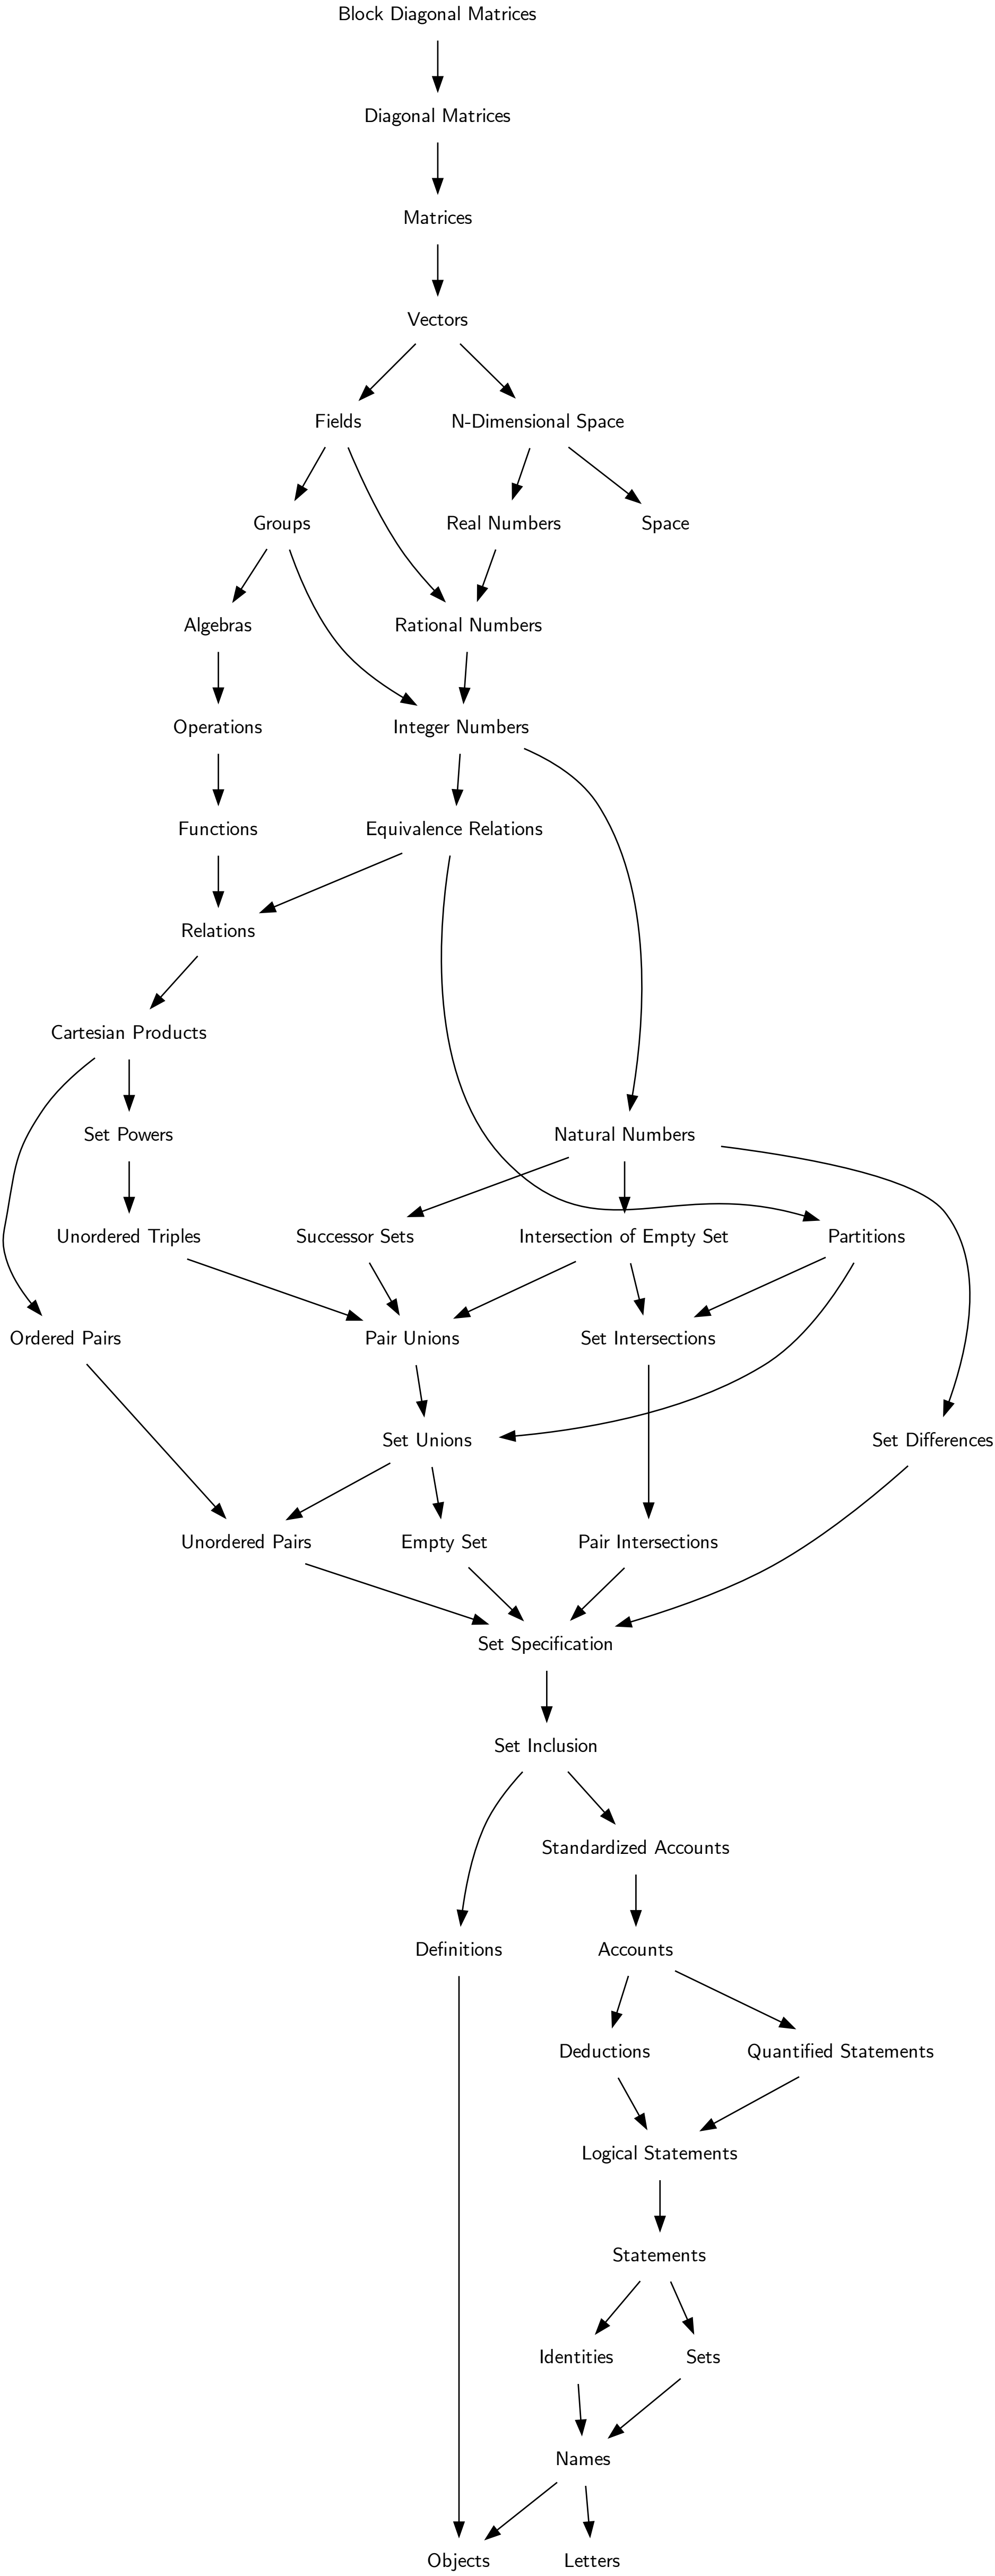 Block Diagonal Matrices
Diagonal Matrices
Matrices
Vectors
Fields
N-Dimensional Space
Groups
Real Numbers
Space
Algebras
Rational Numbers
Operations
Integer Numbers
Functions
Equivalence Relations
Relations
Cartesian Products
Set Powers
Natural Numbers
Unordered Triples
Successor Sets
Intersection of Empty Set
Partitions
Ordered Pairs
Pair Unions
Set Intersections
Set Unions
Set Differences
Unordered Pairs
Empty Set
Pair Intersections
Set Specification
Set Inclusion
Standardized Accounts
Definitions
Accounts
Deductions
Quantified Statements
Logical Statements
Statements
Identities
Sets
Names
Objects
Letters